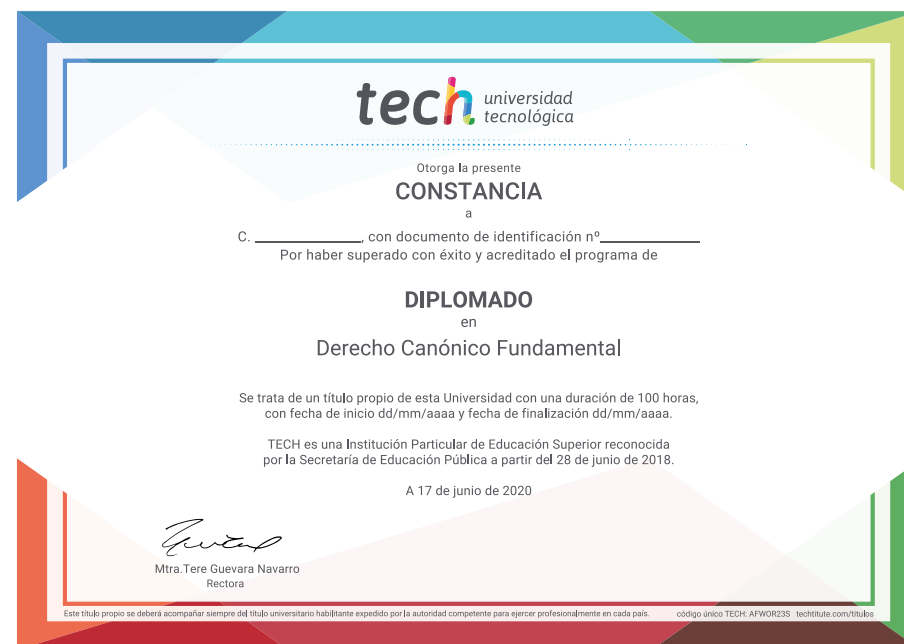 tech universidad
tecnológica
Otorga la presente
CONSTANCIA
a
C. ____________, con documento de identificación nº____________
Por haber superado con éxito y acreditado el programa de
DIPLOMADO
en
Derecho Canónico Fundamental
Se trata de un título propio de esta Universidad con una duración de 100 horas,
con fecha de inicio dd/mm/aaaa y fecha de finalización dd/mm/aaaa.
TECH es una Institución Particular de Educación Superior reconocida
por la Secretaría de Educación Pública a partir del 28 de junio de 2018.
A 17 de junio de 2020
Mtra.Tere Guevara Navarro
Rectora
Este título propio se deberá acompañar siempre del título universitario habilitante expedido por la autoridad competente para ejercer profesionalmente en cada país. código único TECH: AFWOR23S techtitute.com/titulos